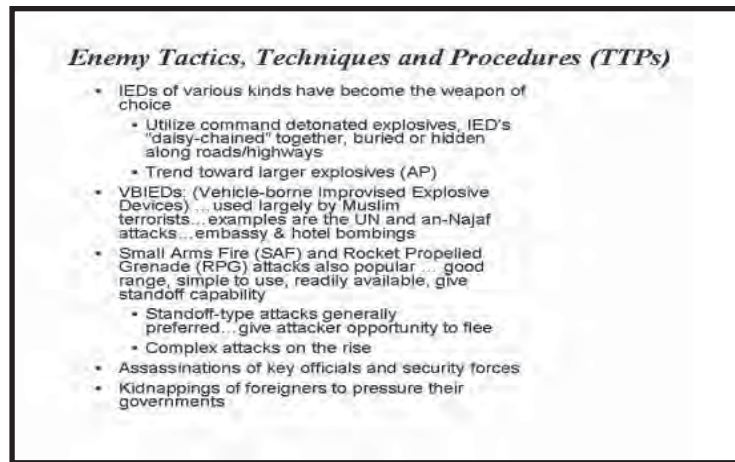 Enemy Tactics, Techniques and Procedures (TTPs)
• IEDs of various kinds have become the weapon of
choice
• Utilize command detonated explosives, IED's
"daisy-chained" together, buried or hidden
along roads/highways
• Trend toward larger explosives (AP)
• VBIEDs: (Vehicle-borne Improvised Explosive
Devices) ...used largely by Muslim
terrorists...examples are the UN and an-Najaf
attacks...embassy & hotel bombings
• Small Arms Fire (SAF) and Rocket Propelled
Grenade (RPG) attacks also popular ... good
range, simple to use, readily available, give
standoff capability
• Standoff-type attacks generally
preferred...give attacker opportunity to flee
• Complex attacks on the rise
• Assassinations of key officials and security forces
• Kidnappings of foreigners to pressure their
governments